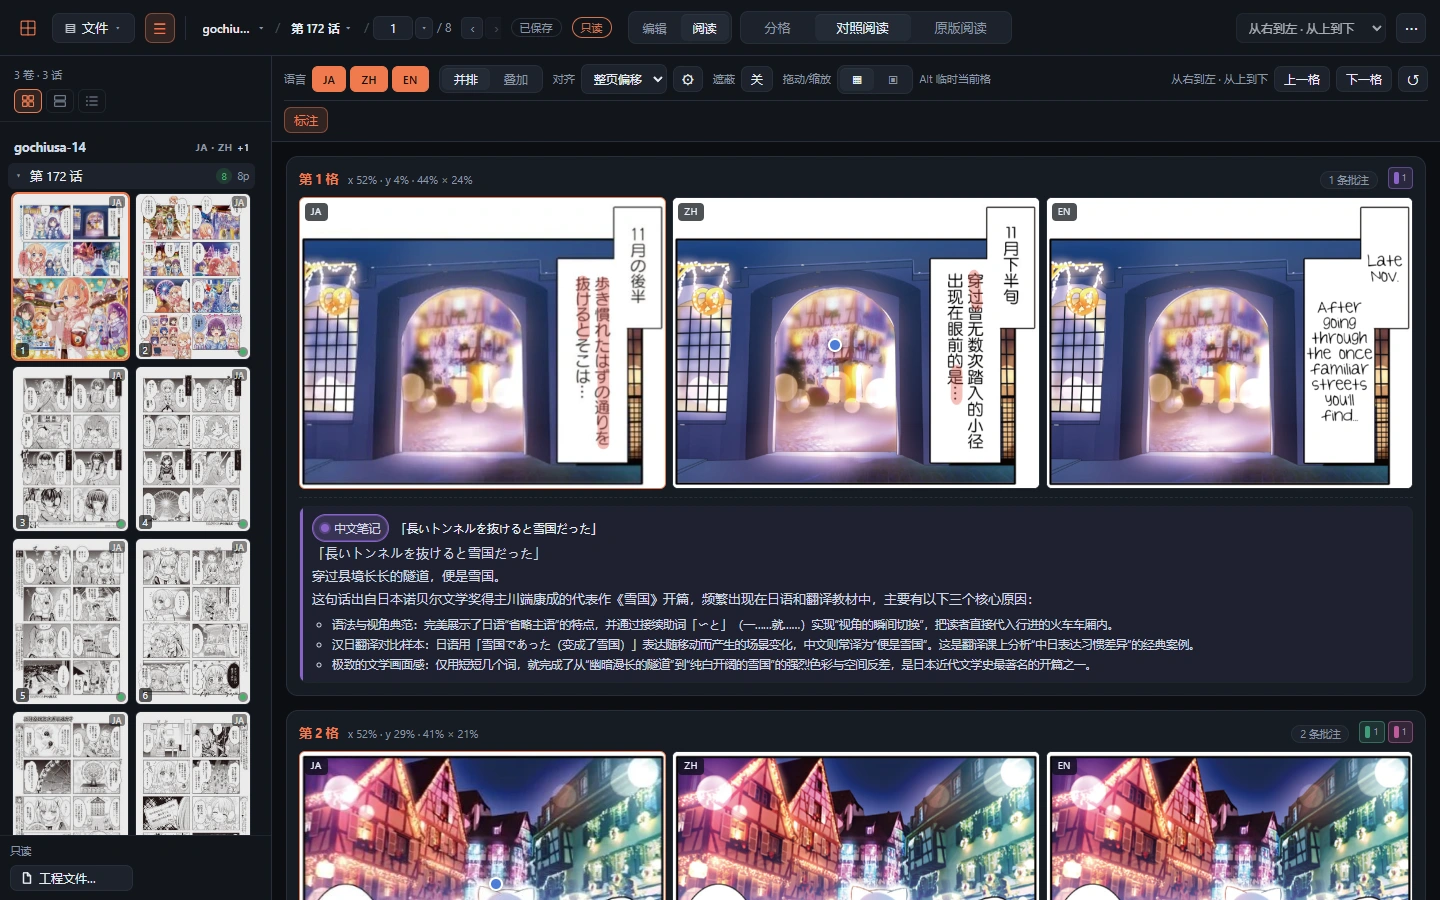 文件
gochiu...
/
第 172 话
/
1
/ 8
已保存
只读
编辑
阅读
分格
对照阅读
原版阅读
从右到左 · 从上到下
3 卷 · 3 话
语言
JA
ZH
EN
并排
叠加
对齐
整页偏移
遮蔽
关
拖动/缩放
Alt 临时当前格
从右到左 · 从上到下
上一格
下一格
标注
gochiusa-14
JA · ZH +1
第 172 话
8
8p
JA
1
JA
2
JA
3
JA
4
JA
5
JA
6
JA
JA
只读
工程文件...
第 1 格
x 52% · y 4% · 44% × 24%
1 条批注
1
JA
11月の後半
歩き慣れたはずの通りを
抜けるとそこは…
ZH
11月下半旬
穿过曾无数次踏入的小径
出现在眼前的是…
EN
Late
Nov.
After
going
through
the once
familiar
streets
you'll
find...
中文笔记
「長いトンネルを抜けると雪国だった」
「長いトンネルを抜けると雪国だった」
穿过县境长长的隧道，便是雪国。
这句话出自日本诺贝尔文学奖得主川端康成的代表作《雪国》开篇，频繁出现在日语和翻译教材中，主要有以下三个核心原因：
语法与视角典范：完美展示了日语“省略主语”的特点，并通过接续助词「～と」（一……就……）实现“视角的瞬间切换”，把读者直接代入行进的火车车厢内。
汉日翻译对比样本：日语用「雪国であった（变成了雪国）」表达随移动而产生的场景变化，中文则常译为“便是雪国”。这是翻译课上分析“中日表达习惯差异”的经典案例。
极致的文学画面感：仅用短短几个词，就完成了从“幽暗漫长的隧道”到“纯白开阔的雪国”的强烈色彩与空间反差，是日本近代文学史最著名的开篇之一。
第 2 格
x 52% · y 29% · 41% × 21%
2 条批注
1
1
JA
ZH
EN